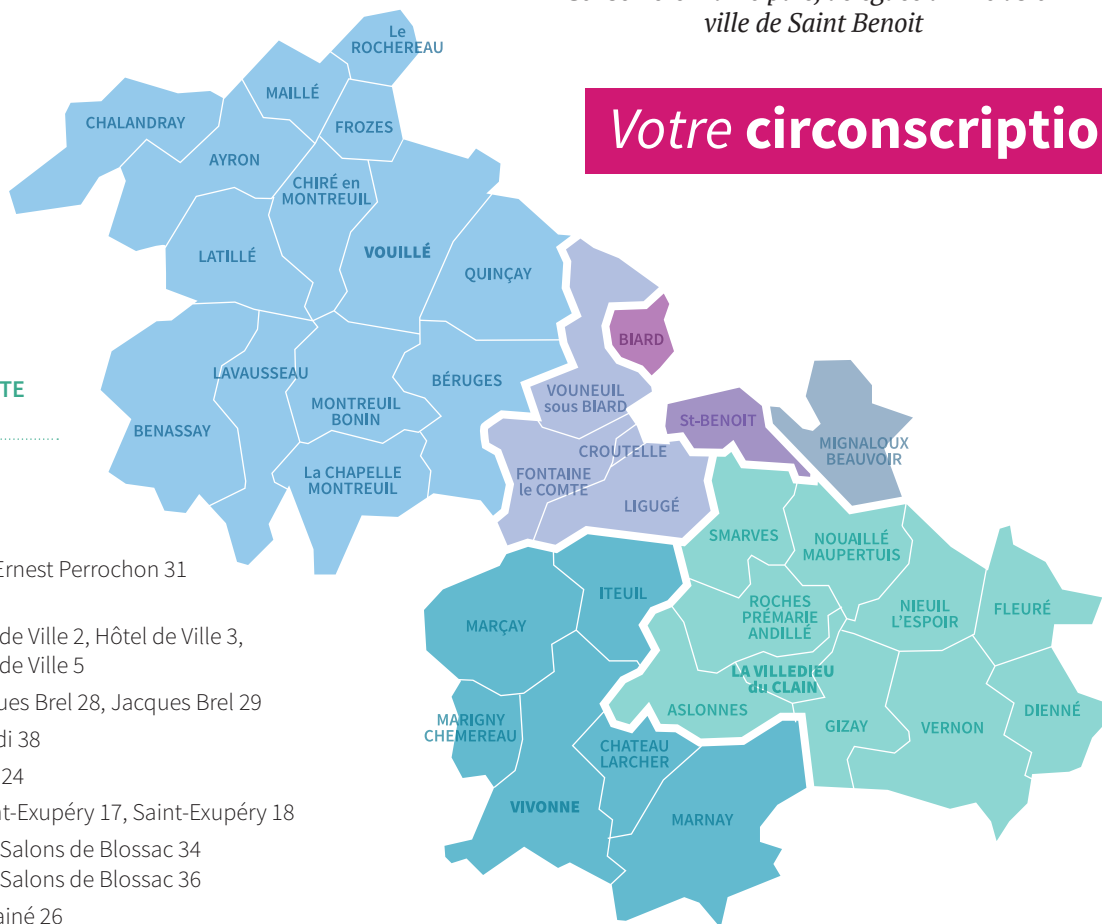 ville de Saint Benoit
Votre circonscriptio
Le
ROCHEREAU
MAILLÉ
CHALANDRAY
FROZES
AYRON
CHIRÉ en
MONTREUIL
LATILLÉ
VOUILLÉ
QUINÇAY
BIARD
LAVAUSSEAU
BÉRUGES
VOUNEUIL
sous BIARD
MONTREUIL
BONIN
BENASSAY
St-BENOIT
MIGNALOUX
BEAUVOIR
CROUTELLE
La CHAPELLE
MONTREUIL
FONTAINE
le COMTE
LIGUGÉ
SMARVES
NOUAILLÉ
MAUPERTUIS
ITEUIL
ROCHES
PRÉMARIE
ANDILLÉ
NIEUIL
L'ESPOIR
FLEURÉ
MARÇAY
LA VILLEDIEU
du CLAIN
ASLONNES
MARIGNY
CHEMEREAU
GIZAY
VERNON
DIENNÉ
CHATEAU
LARCHER
VIVONNE
MARNAY
TE
Ernest Perrochon 31
de Ville 2, Hôtel de Ville 3,
de Ville 5
ues Brel 28, Jacques Brel 29
di 38
24
t-Exupéry 17, Saint-Exupéry 18
Salons de Blossac 34
Salons de Blossac 36
ainé 26